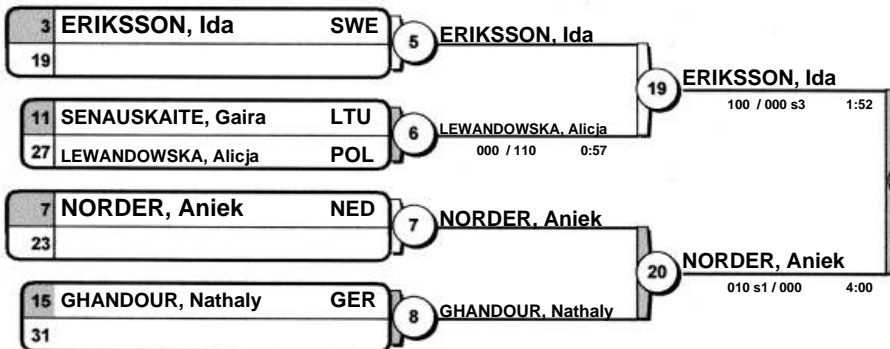 3 ERIKSSON, Ida SWE
19
5 ERIKSSON, Ida
11 SENAUSKAITE, Gaira LTU
27 LEWANDOWSKA, Alicja POL
6 LEWANDOWSKA, Alicja
000 / 110 0:57
19 ERIKSSON, Ida
100 / 000 s3 1:52
7 NORDER, Aniek NED
23
7 NORDER, Aniek
15 GHANDOUR, Nathaly GER
31
8 GHANDOUR, Nathaly
20 NORDER, Aniek
010 s1 / 000 4:00